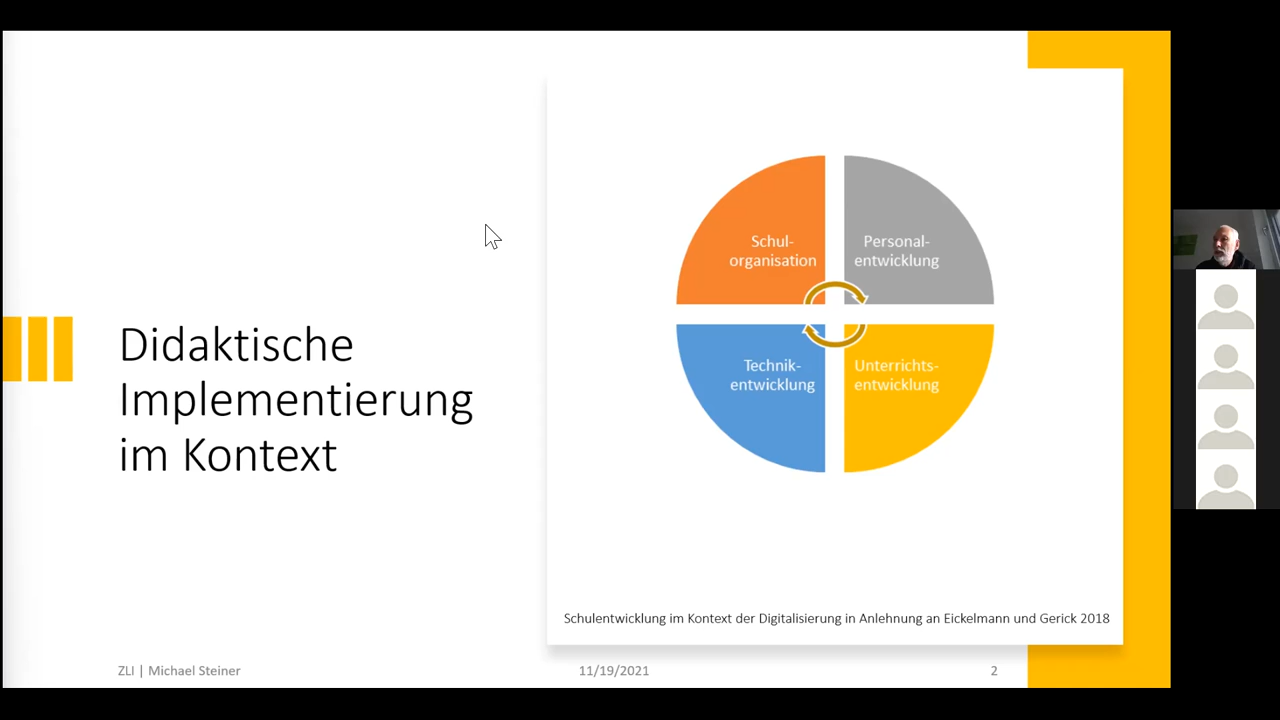 Didaktische
Implementierung
im Kontext
Schul-
organisation
Personal-
entwicklung
Technik-
entwicklung
Unterrichts-
entwicklung
Schulentwicklung im Kontext der Digitalisierung in Anlehnung an Eickelmann und Gerick 2018
ZLI | Michael Steiner
11/19/2021
2